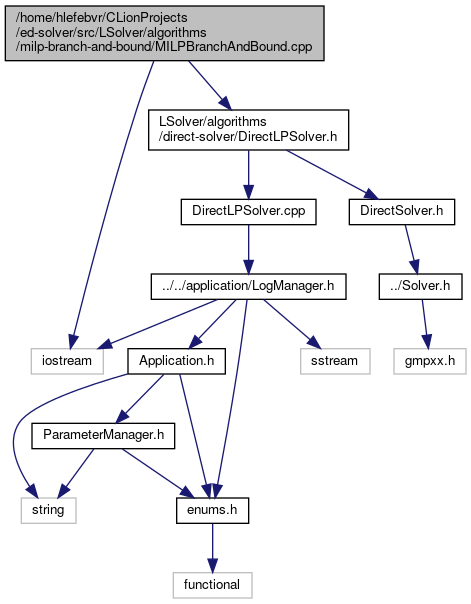 /home/hlefebvr/CLionProjects
/ed-solver/src/LSolver/algorithms
/milp-branch-and-bound/MILPBranchAndBound.cpp
LSolver/algorithms
/direct-solver/DirectLPSolver.h
DirectLPSolver.cpp
DirectSolver.h
../../application/LogManager.h
../Solver.h
iostream
Application.h
sstream
gmpxx.h
ParameterManager.h
string
enums.h
functional